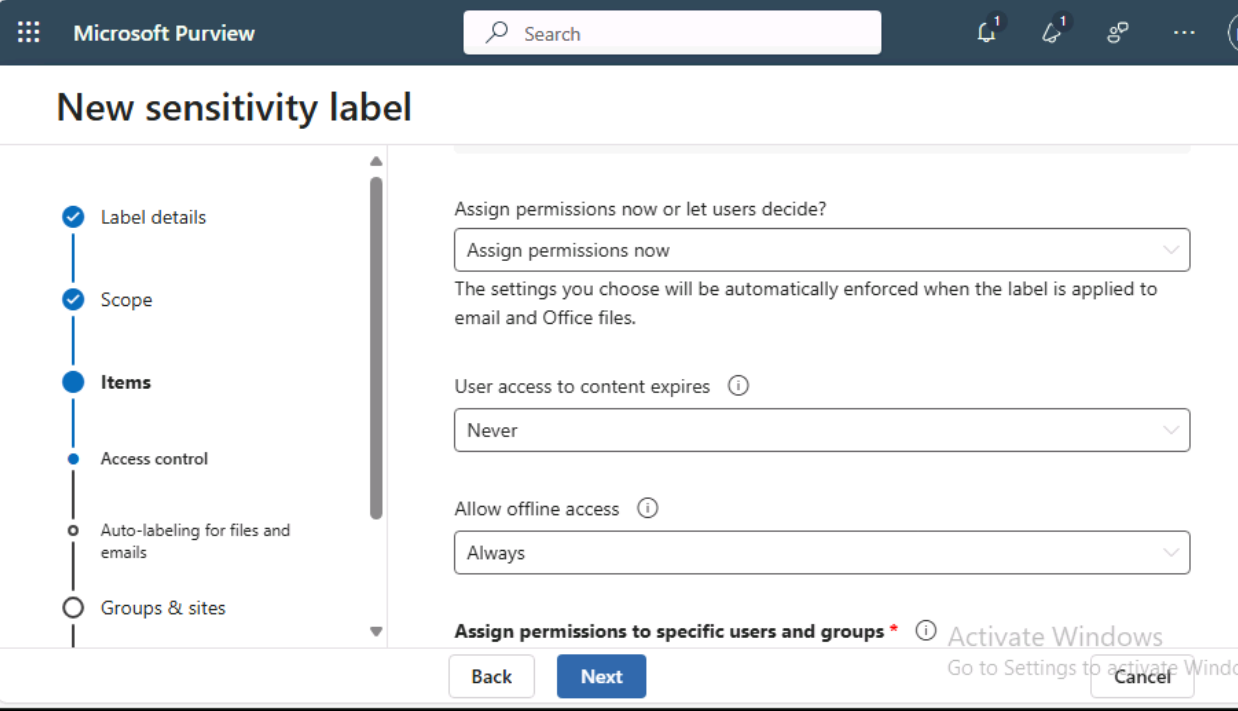 Microsoft Purview
Search
1
1
New sensitivity label
Label details
Scope
Items
Access control
Auto-labeling for files and
emails
Groups & sites
Assign permissions now or let users decide?
Assign permissions now
The settings you choose will be automatically enforced when the label is applied to
email and Office files.
User access to content expires
Never
Allow offline access
Always
Assign permissions to specific users and groups *
Activate Windows
Go to Settings to activate Windo
Back
Next
Cancel